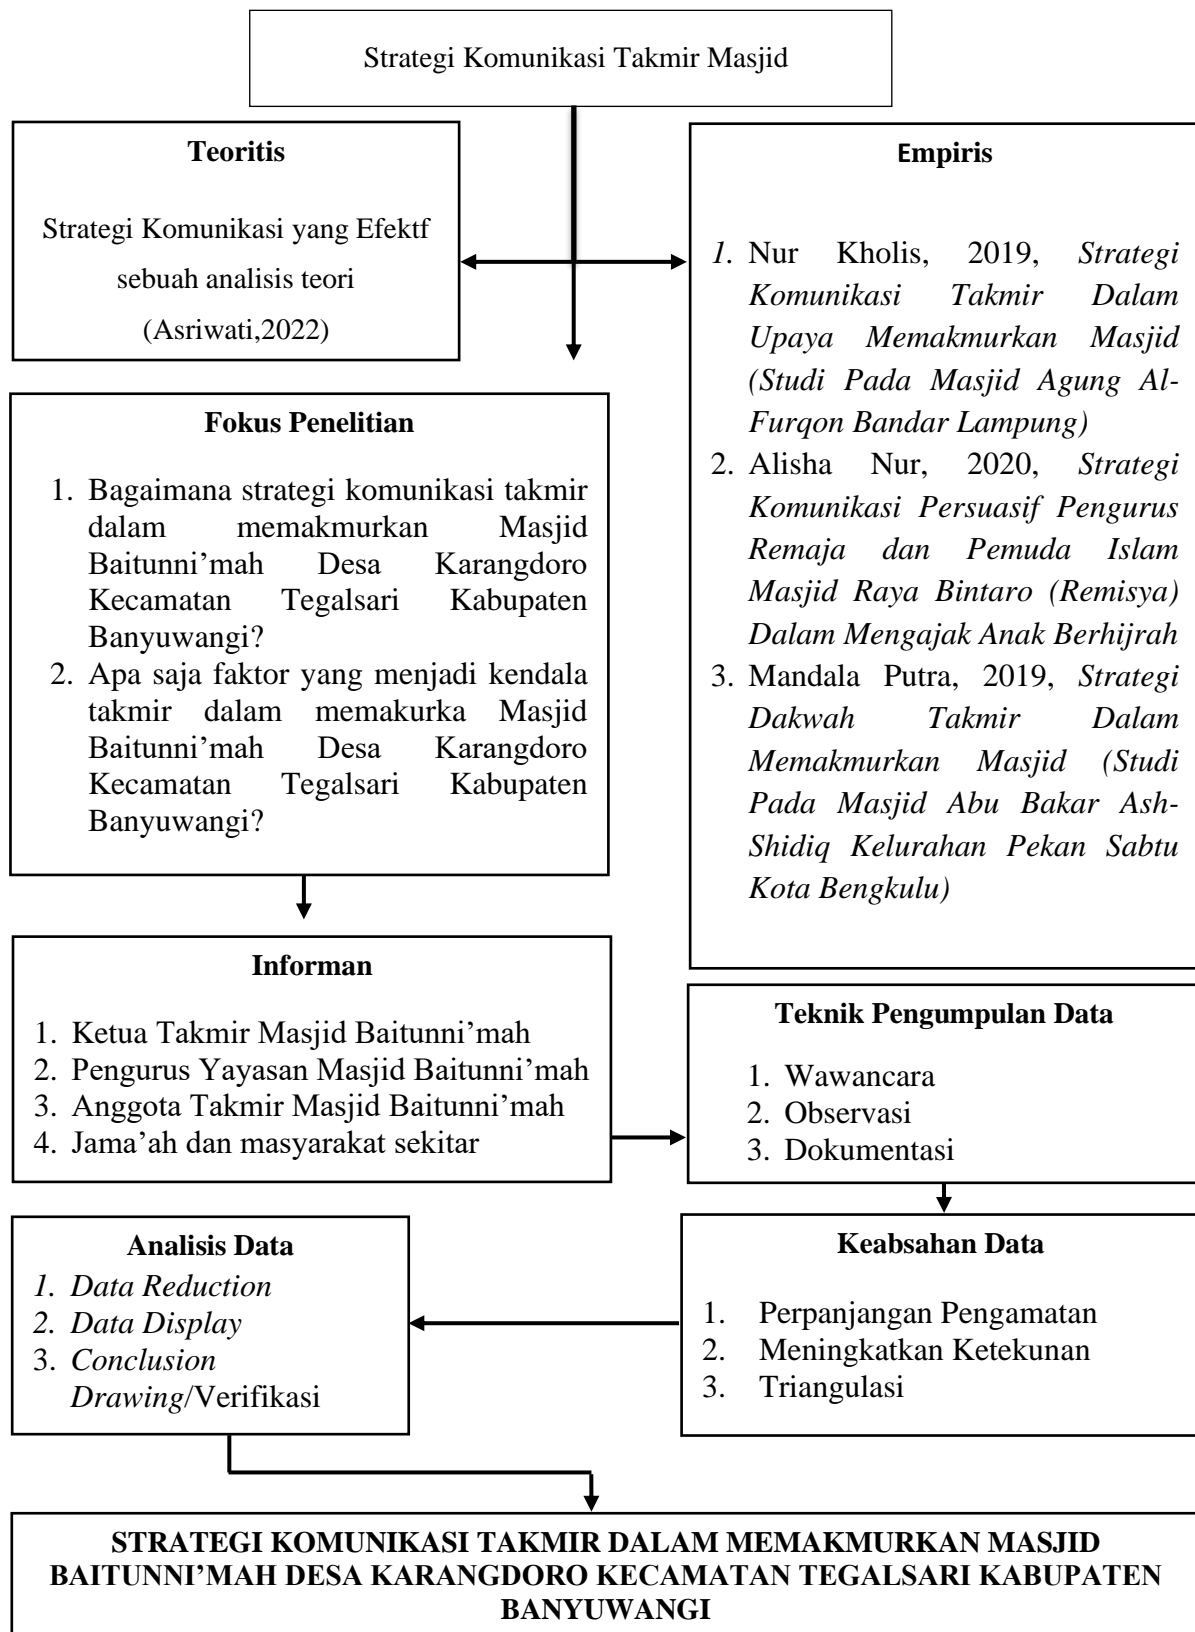 Strategi Komunikasi Takmir Masjid
Teoritis
Strategi Komunikasi yang Efektf
sebuah analisis teori
(Asriwati,2022)
Empiris
1. Nur Kholis, 2019, Strategi
Komunikasi Takmir Dalam
Upaya Memakmurkan Masjid
(Studi Pada Masjid Agung Al-
Furqon Bandar Lampung)
2. Alisha Nur, 2020, Strategi
Komunikasi Persuasif Pengurus
Remaja dan Pemuda Islam
Masjid Raya Bintaro (Remisya)
Dalam Mengajak Anak Berhijrah
3. Mandala Putra, 2019, Strategi
Dakwah Takmir Dalam
Memakmurkan Masjid (Studi
Pada Masjid Abu Bakar Ash-
Shidiq Kelurahan Pekan Sabtu
Kota Bengkulu)
Fokus Penelitian
1. Bagaimana strategi komunikasi takmir
dalam memakmurkan Masjid
Baitunni’mah Desa Karangdoro
Kecamatan Tegalsari Kabupaten
Banyuwangi?
2. Apa saja faktor yang menjadi kendala
takmir dalam memakurka Masjid
Baitunni’mah Desa Karangdoro
Kecamatan Tegalsari Kabupaten
Banyuwangi?
Informan
1. Ketua Takmir Masjid Baitunni’mah
2. Pengurus Yayasan Masjid Baitunni’mah
3. Anggota Takmir Masjid Baitunni’mah
4. Jama’ah dan masyarakat sekitar
Teknik Pengumpulan Data
1. Wawancara
2. Observasi
3. Dokumentasi
Analisis Data
1. Data Reduction
2. Data Display
3. Conclusion
Drawing/Verifikasi
Keabsahan Data
1. Perpanjangan Pengamatan
2. Meningkatkan Ketekunan
3. Triangulasi
STRATEGI KOMUNIKASI TAKMIR DALAM MEMAKMURKAN MASJID
BAITUNNI’MAH DESA KARANGDORO KECAMATAN TEGALSARI KABUPATEN
BANYUWANGI